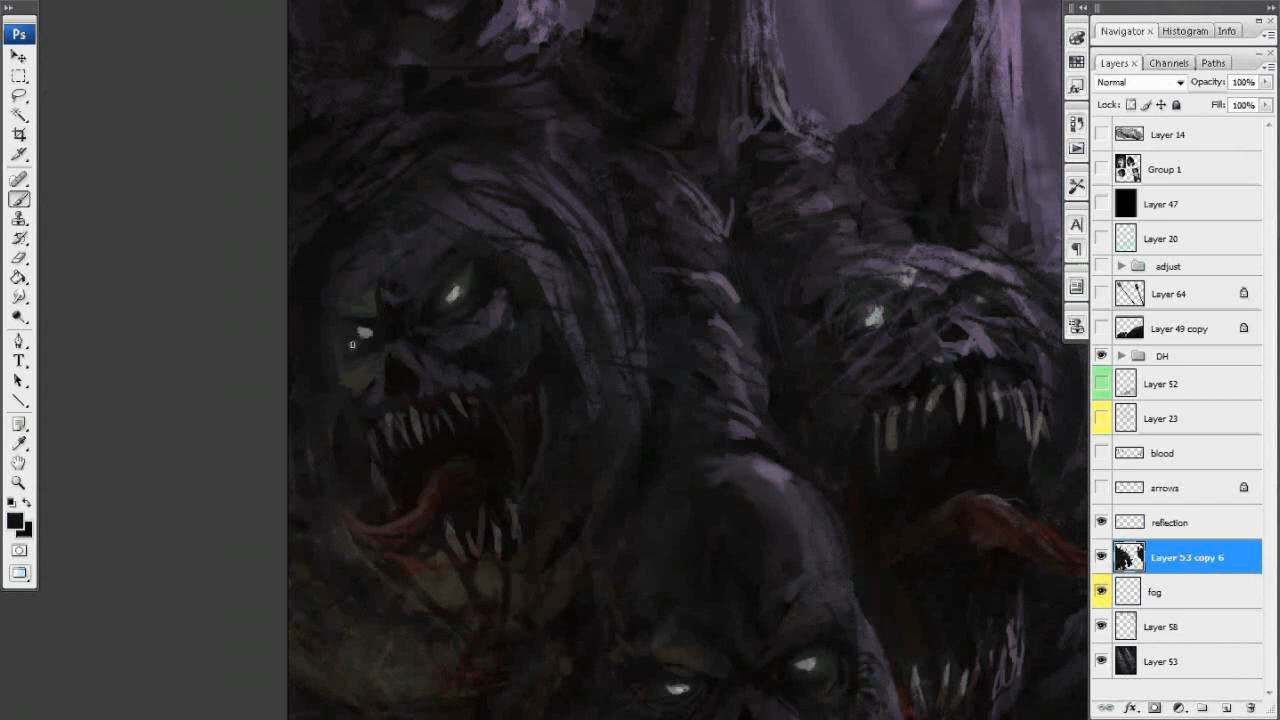 Ps
T
Navigator x Histogram Info
Layers x Channels Paths
Normal Opacity: 100%
Lock: Fill: 100%
Layer 14
Group 1
Layer 47
Layer 20
adjust
Layer 64
Layer 49 copy
DH
Layer 52
Layer 23
blood
arrows
reflection
Layer 53 copy 6
fog
Layer 58
Layer 53
A
fx